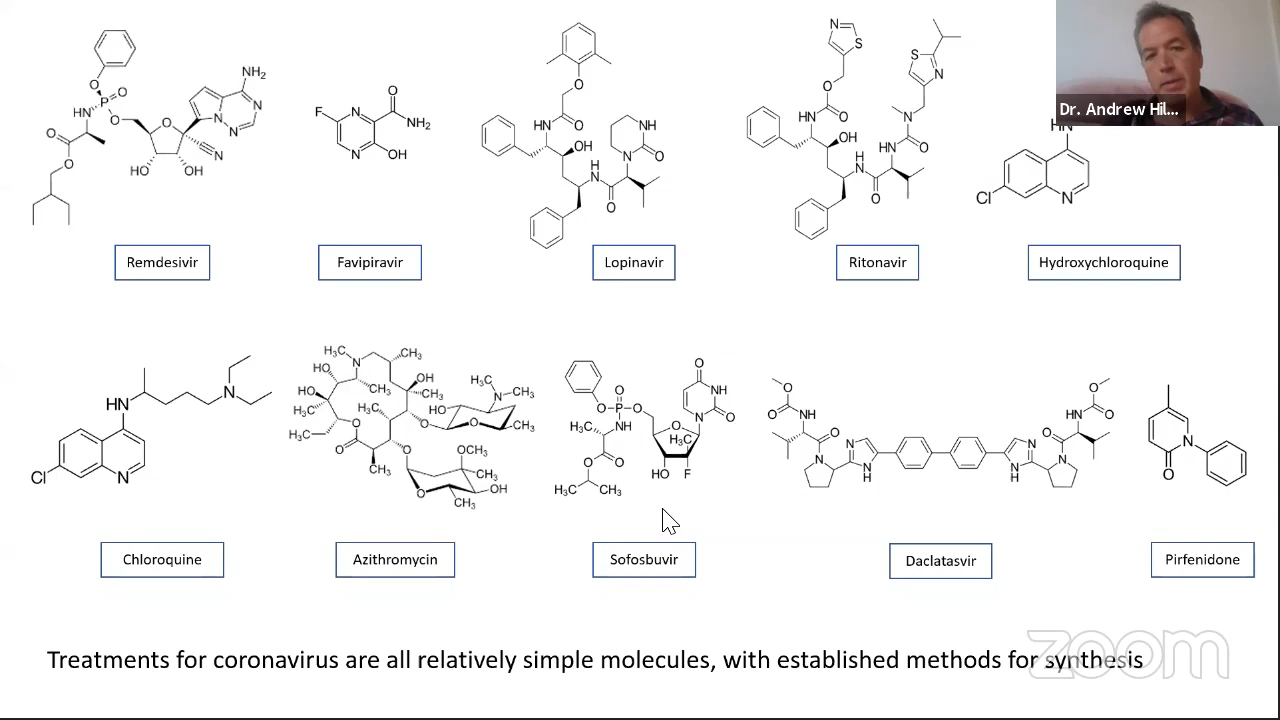 Dr. Andrew Hil...
Remdesivir
Favipiravir
Lopinavir
Ritonavir
Hydroxychloroquine
Chloroquine
Azithromycin
Sofosbuvir
Daclatasvir
Pirfenidone
Treatments for coronavirus are all relatively simple molecules, with established methods for synthesis
zoom